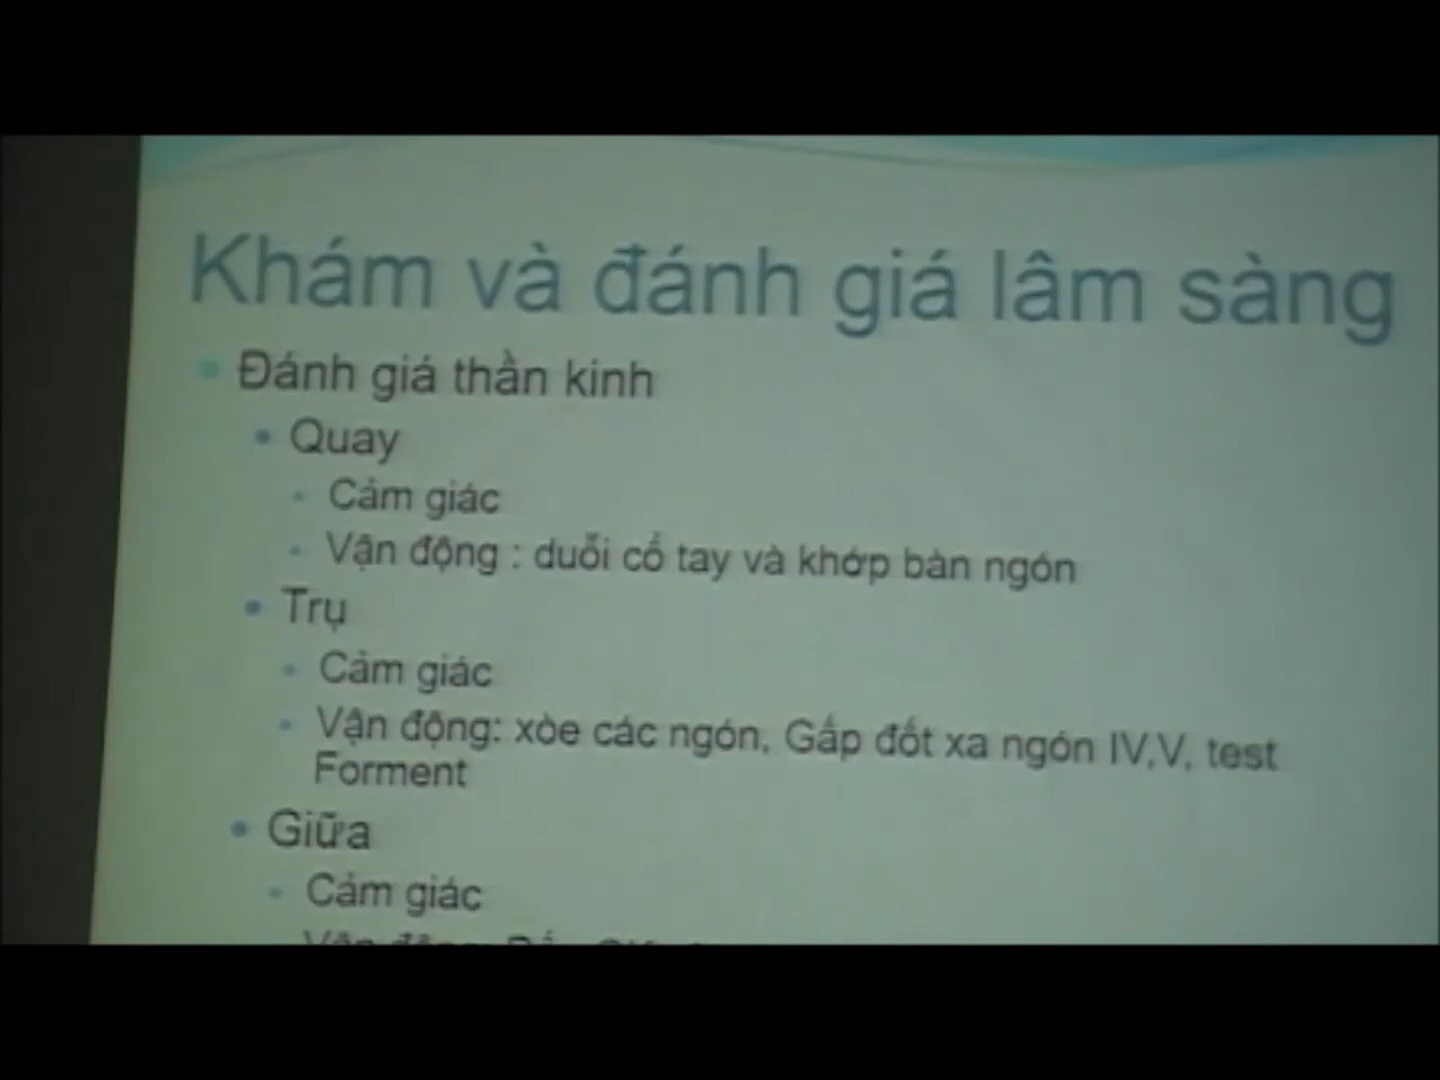 Khám và đánh giá lâm sàng
Đánh giá thần kinh
Quay
Cảm giác
Vận động : duỗi cổ tay và khớp bàn ngón
Trụ
Cảm giác
Vận động: xòe các ngón, Gấp đốt xa ngón IV,V, test
Forment
Giữa
Cảm giác
Vận động: